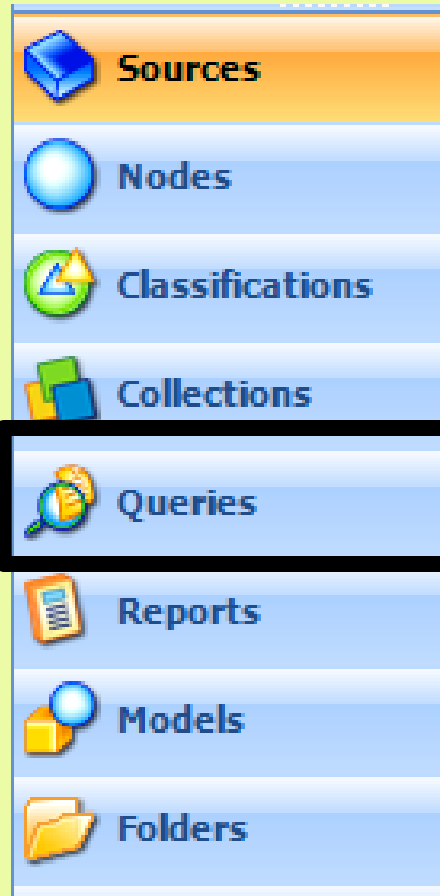 Sources
Nodes
Classifications
Collections
Queries
Reports
Models
Folders